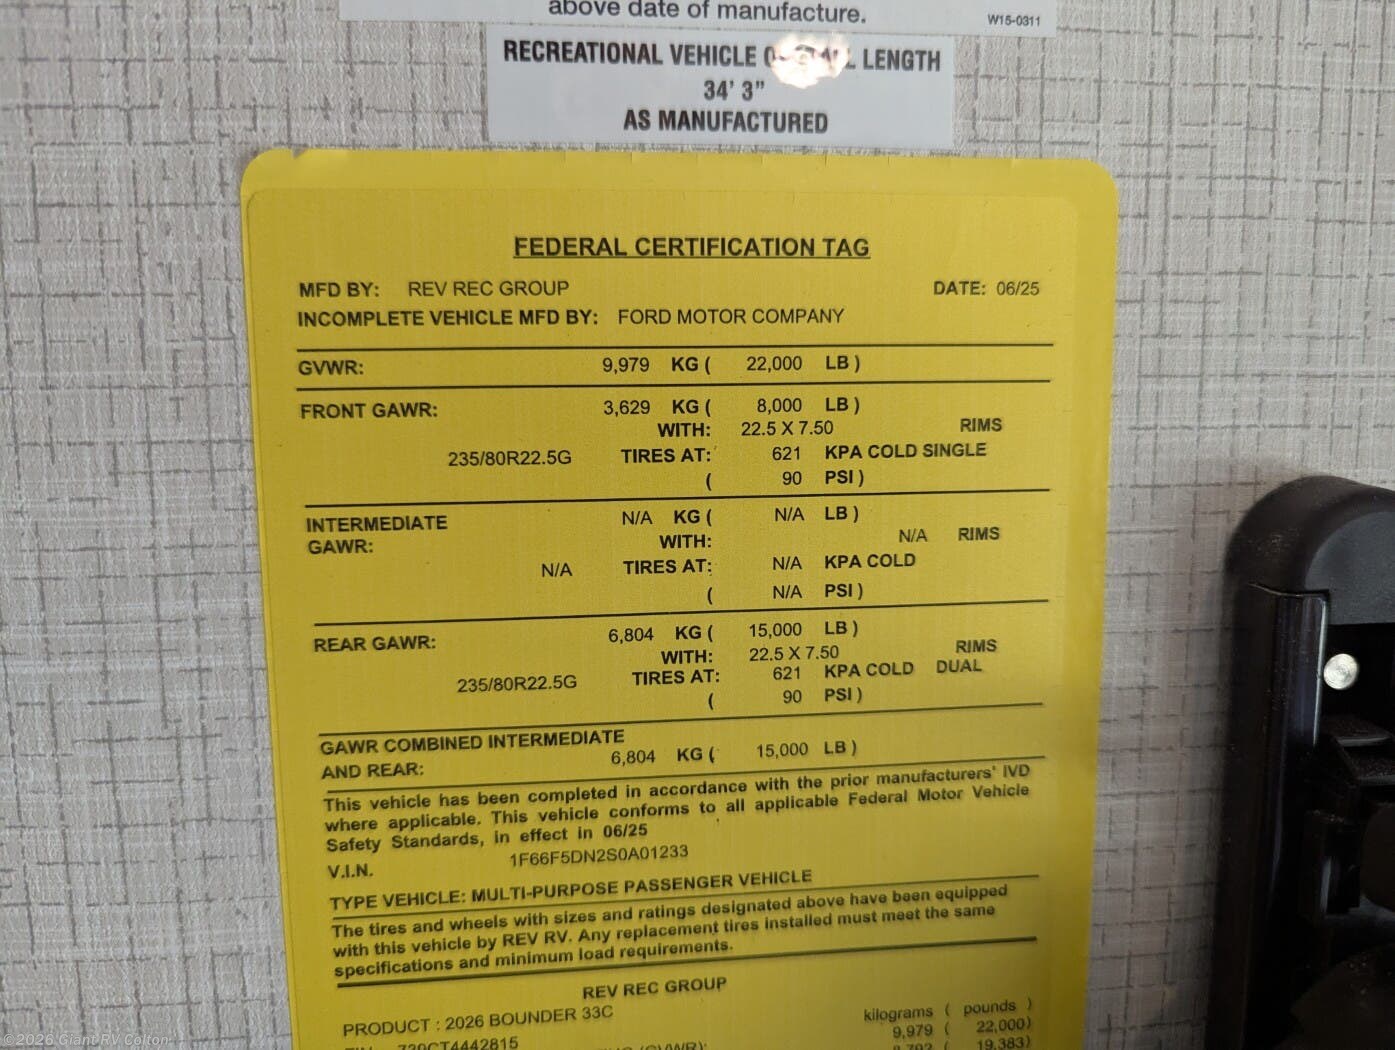 above date of manufacture.
W15-0311
RECREATIONAL VEHICLE LENGTH
34' 3"
AS MANUFACTURED
FEDERAL CERTIFICATION TAG
MFD BY: REV REC GROUP DATE: 06/25
INCOMPLETE VEHICLE MFD BY: FORD MOTOR COMPANY
GVWR: 9,979 KG ( 22,000 LB )
FRONT GAWR: 3,629 KG ( 8,000 LB )
WITH: 22.5 X 7.50 RIMS
235/80R22.5G TIRES AT: 621 KPA COLD SINGLE
( 90 PSI )
INTERMEDIATE N/A KG ( N/A LB )
GAWR: WITH: N/A RIMS
N/A TIRES AT: N/A KPA COLD
( N/A PSI )
REAR GAWR: 6,804 KG ( 15,000 LB )
WITH: 22.5 X 7.50 RIMS
235/80R22.5G TIRES AT: 621 KPA COLD DUAL
( 90 PSI )
GAWR COMBINED INTERMEDIATE
AND REAR: 6,804 KG ( 15,000 LB )
This vehicle has been completed in accordance with the prior manufacturers' IVD
where applicable. This vehicle conforms to all applicable Federal Motor Vehicle
Safety Standards, in effect in 06/25
V.I.N. 1F66F5DN2S0A01233
TYPE VEHICLE: MULTI-PURPOSE PASSENGER VEHICLE
The tires and wheels with sizes and ratings designated above have been equipped
with this vehicle by REV RV. Any replacement tires installed must meet the same
specifications and minimum load requirements.
REV REC GROUP
PRODUCT : 2026 BOUNDER 33C kilograms ( pounds )
9,979 ( 22,000)
739CT4442815 (GVWR): 8,792 ( 19,383)
©2026 Giant RV Colton